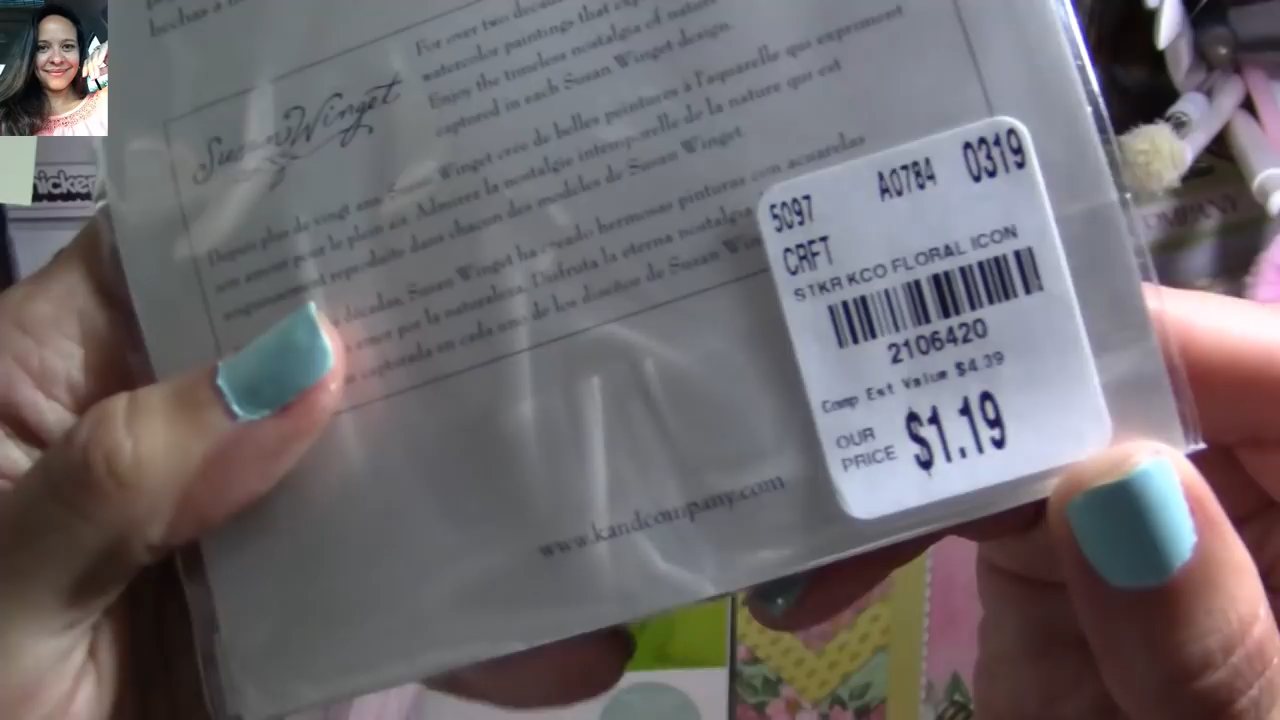 hechas a
For over two decades
watercolor paintings that
Enjoy the timeless nostalgia of nature
captured in each Susan Winget design.
Susan Winget
Depuis plus de vingt ans Susan Winget crée de belles peintures à l'aquarelle qui expriment
son amour pour le plein air. Admirez la nostalgie intemporelle de la nature qui est
soigneusement reproduite dans chacun des modèles de Susan Winget
décadas, Susan Winget ha creado hermosas pinturas con acuarelas
amor por la naturaleza. Disfruta la eterna nostalgia
capturada en cada uno de los diseños de Susan
www.kandcompany.com
5097 A0784 0319
CRFT
STKR KCO FLORAL ICON
2106420
Comp Est Value $4.39
OUR
PRICE $1.19
OMPANY